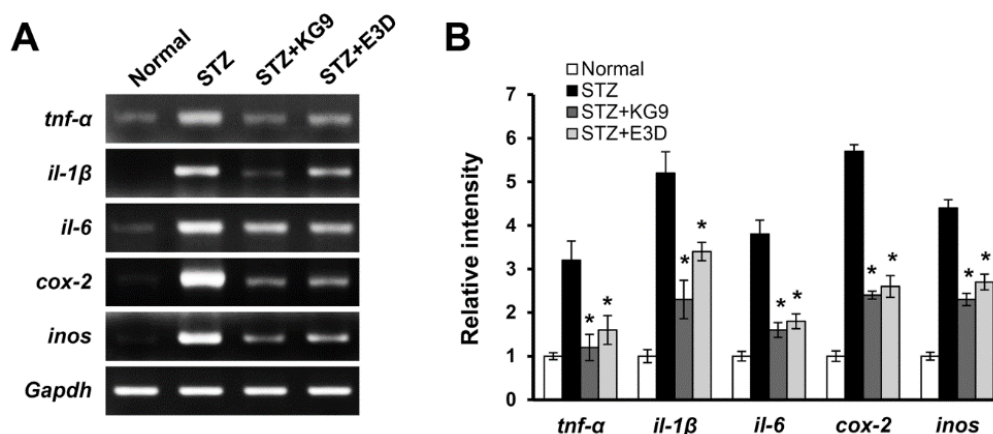 A
Normal
STZ
STZ+KG9
STZ+E3D
tnf-α
il-1β
il-6
cox-2
inos
Gapdh
B
Normal
STZ
STZ+KG9
STZ+E3D
Relative intensity
7
6
5
4
3
2
1
0
* *
* *
* *
* *
* *
tnf-α il-1β il-6 cox-2 inos